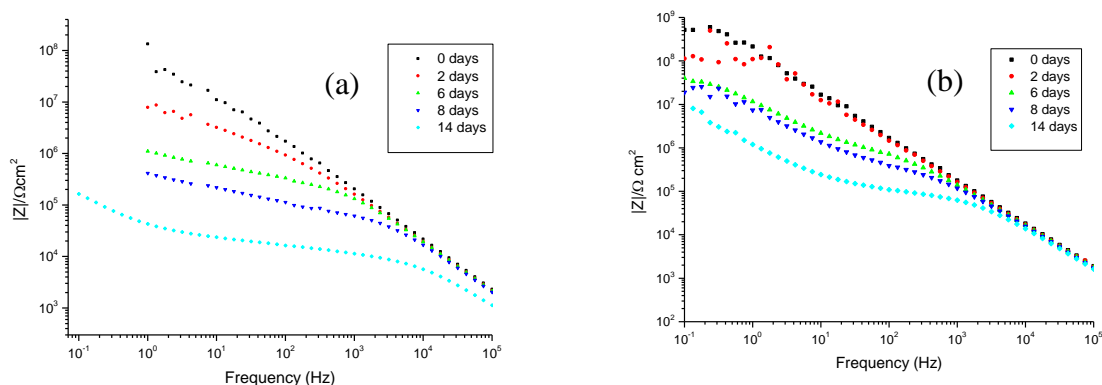 (a)
0 days
2 days
6 days
8 days
14 days
|Z|/Ωcm²
10⁸
10⁷
10⁶
10⁵
10⁴
10³
10⁻¹ 10⁰ 10¹ 10² 10³ 10⁴ 10⁵
Frequency (Hz)
(b)
0 days
2 days
6 days
8 days
14 days
|Z|/Ω cm²
10⁹
10⁸
10⁷
10⁶
10⁵
10⁴
10³
10²
10⁻¹ 10⁰ 10¹ 10² 10³ 10⁴ 10⁵
Frequency (Hz)